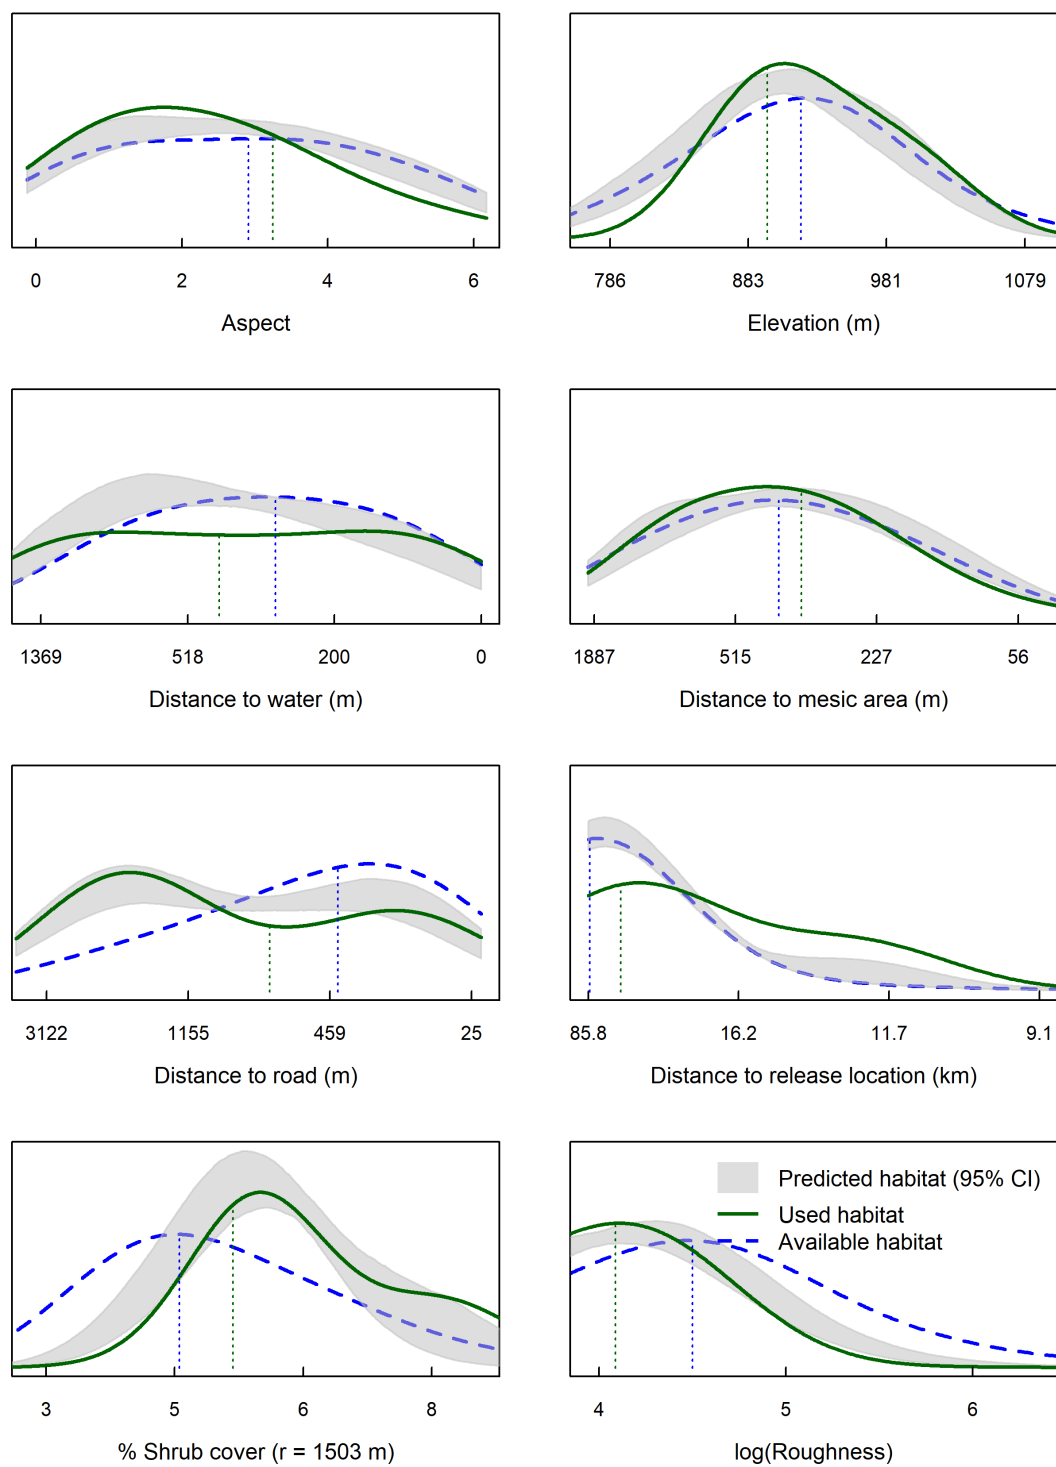 0 2 4 6
Aspect
786 883 981 1079
Elevation (m)
1369 518 200 0
Distance to water (m)
1887 515 227 56
Distance to mesic area (m)
3122 1155 459 25
Distance to road (m)
85.8 16.2 11.7 9.1
Distance to release location (km)
3 5 6 8
% Shrub cover (r = 1503 m)
Predicted habitat (95% CI)
Used habitat
Available habitat
4 5 6
log(Roughness)